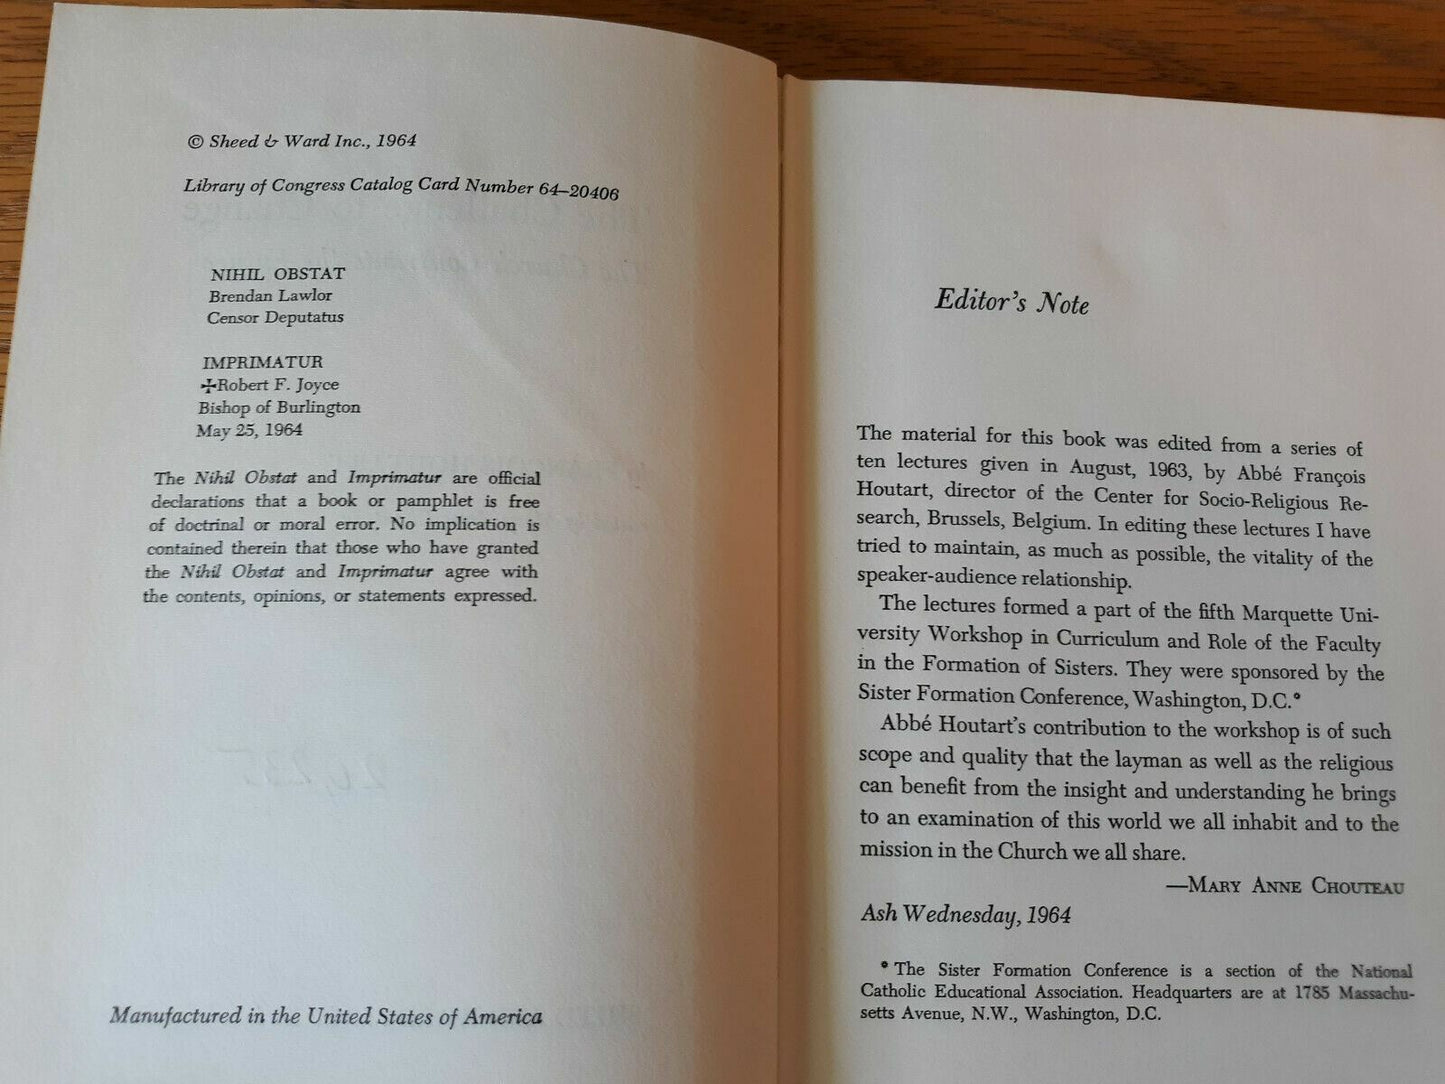 © Sheed & Ward Inc., 1964
Library of Congress Catalog Card Number 64–20406
NIHIL OBSTAT
Brendan Lawlor
Censor Deputatus
IMPRIMATUR
✢Robert F. Joyce
Bishop of Burlington
May 25, 1964
The Nihil Obstat and Imprimatur are official
declarations that a book or pamphlet is free
of doctrinal or moral error. No implication is
contained therein that those who have granted
the Nihil Obstat and Imprimatur agree with
the contents, opinions, or statements expressed.
Manufactured in the United States of America
Editor's Note
The material for this book was edited from a series of
ten lectures given in August, 1963, by Abbé François
Houtart, director of the Center for Socio-Religious Re-
search, Brussels, Belgium. In editing these lectures I have
tried to maintain, as much as possible, the vitality of the
speaker-audience relationship.
The lectures formed a part of the fifth Marquette Uni-
versity Workshop in Curriculum and Role of the Faculty
in the Formation of Sisters. They were sponsored by the
Sister Formation Conference, Washington, D.C.*
Abbé Houtart's contribution to the workshop is of such
scope and quality that the layman as well as the religious
can benefit from the insight and understanding he brings
to an examination of this world we all inhabit and to the
mission in the Church we all share.
—MARY ANNE CHOUTEAU
Ash Wednesday, 1964
* The Sister Formation Conference is a section of the National
Catholic Educational Association. Headquarters are at 1785 Massachu-
setts Avenue, N.W., Washington, D.C.